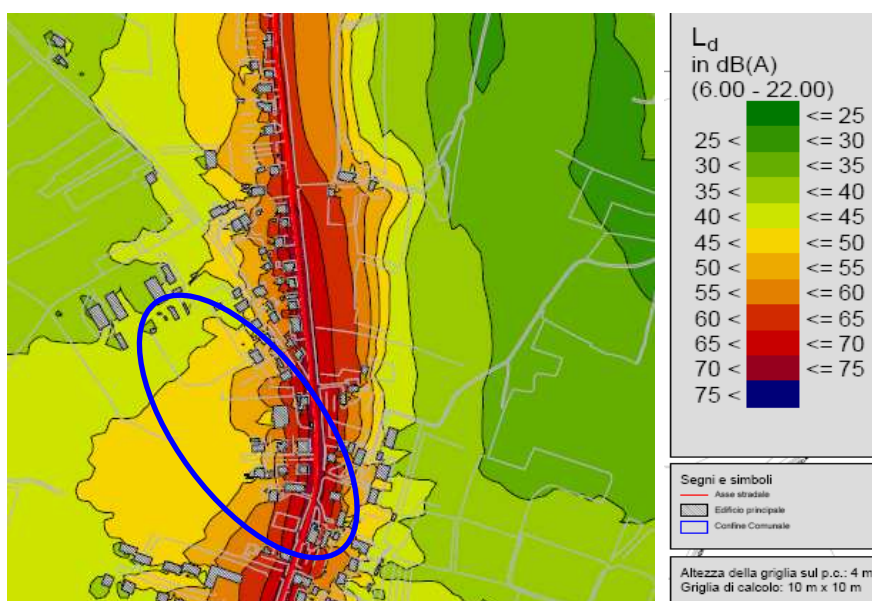 Ld
in dB(A)
(6.00 - 22.00)
<= 25
25 < <= 30
30 < <= 35
35 < <= 40
40 < <= 45
45 < <= 50
50 < <= 55
55 < <= 60
60 < <= 65
65 < <= 70
70 < <= 75
75 <
Segni e simboli
Asse stradale
Edificio principale
Confine Comunale
Altezza della griglia sul p.c.: 4 m
Griglia di calcolo: 10 m x 10 m